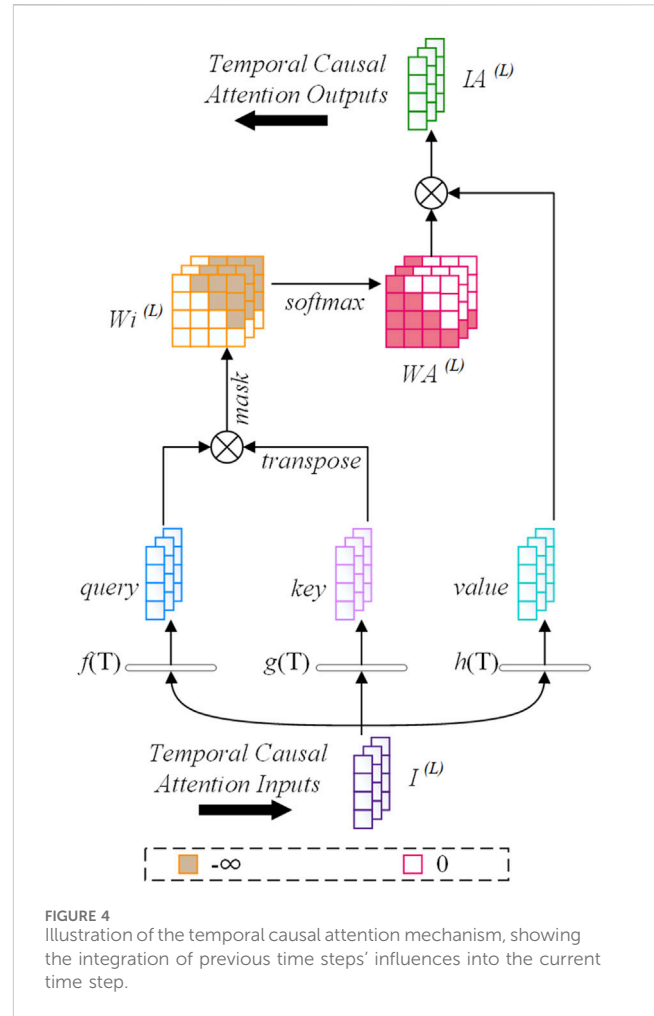 Temporal Causal
Attention Outputs
IA (L)
Wi (L)
softmax
WA (L)
mask
transpose
query
key
value
f(T)
g(T)
h(T)
Temporal Causal
Attention Inputs
I (L)
-∞
0
FIGURE 4
Illustration of the temporal causal attention mechanism, showing
the integration of previous time steps' influences into the current
time step.